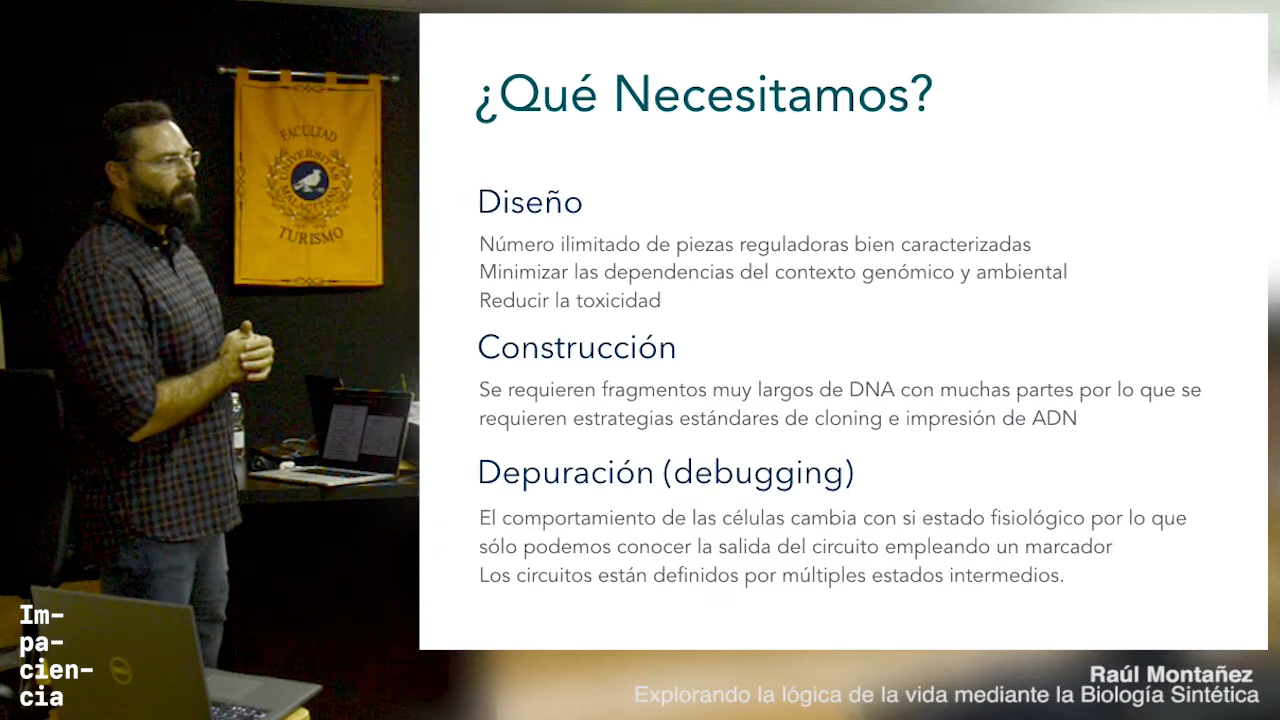 FACULTAD
UNIVERSITAS
MALACITANA
TURISMO
¿Qué Necesitamos?
Diseño
Número ilimitado de piezas reguladoras bien caracterizadas
Minimizar las dependencias del contexto genómico y ambiental
Reducir la toxicidad
Construcción
Se requieren fragmentos muy largos de DNA con muchas partes por lo que se
requieren estrategias estándares de cloning e impresión de ADN
Depuración (debugging)
El comportamiento de las células cambia con si estado fisiológico por lo que
sólo podemos conocer la salida del circuito empleando un marcador
Los circuitos están definidos por múltiples estados intermedios.
Im-
pa-
cien-
cia
Raúl Montañez
Explorando la lógica de la vida mediante la Biología Sintética